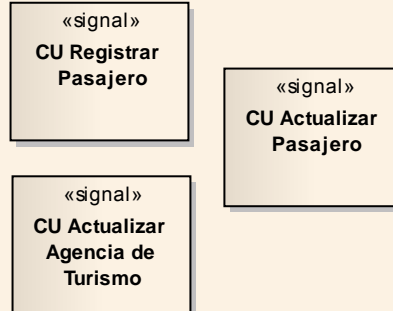 «signal»
CU Registrar
Pasajero
«signal»
CU Actualizar
Pasajero
«signal»
CU Actualizar
Agencia de
Turismo